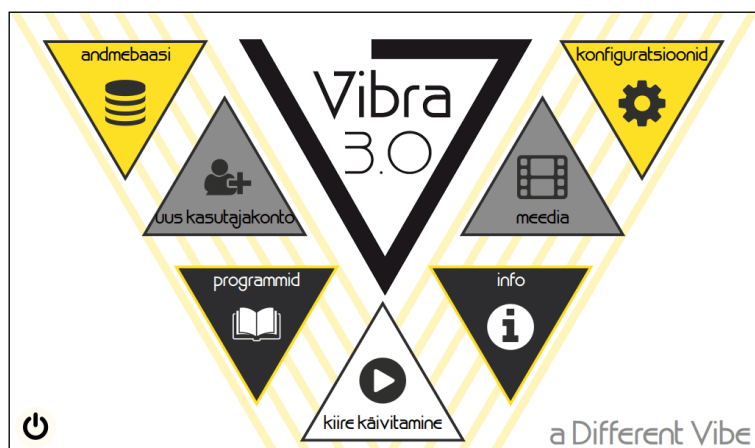 andmebaasi
Vibra
3.0
konfiguratsioonid
uus kasutajakonto
meedia
programmid
info
kiire käivitamine
a Different Vibe